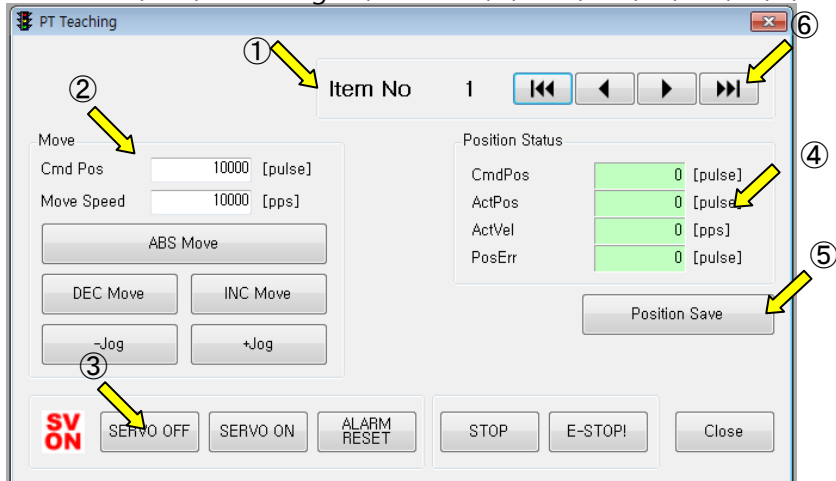 PT Teaching
⑥
①
Item No 1
②
Move
Cmd Pos 10000 [pulse]
Move Speed 10000 [pps]
ABS Move
DEC Move INC Move
-Jog +Jog
Position Status
CmdPos 0 [pulse]
ActPos 0 [pulse]
ActVel 0 [pps]
PosErr 0 [pulse]
④
⑤
Position Save
③
SV
ON
SERVO OFF SERVO ON
ALARM
RESET
STOP E-STOP! Close